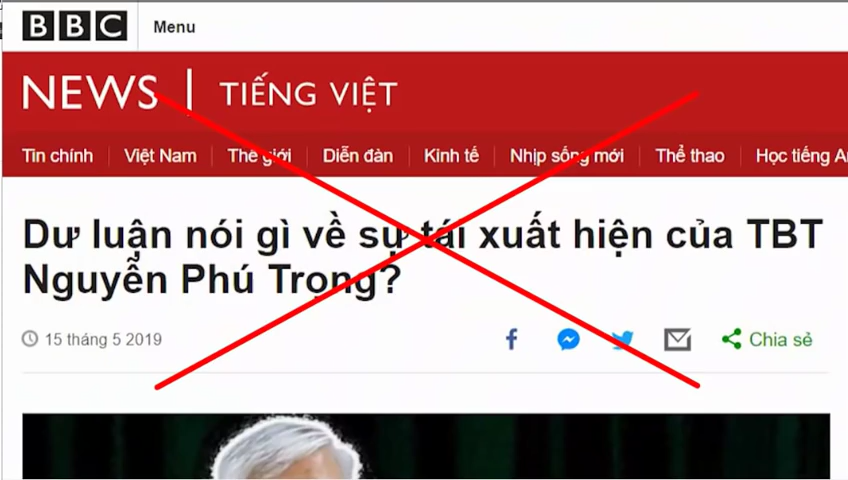 BBC Menu
NEWS | TIẾNG VIỆT
Tin chính Việt Nam Thế giới Diễn đàn Kinh tế Nhịp sống mới Thể thao Học tiếng
Dư luận nói gì về sự tái xuất hiện của TBT
Nguyễn Phú Trọng?
15 tháng 5 2019 Chia sẻ